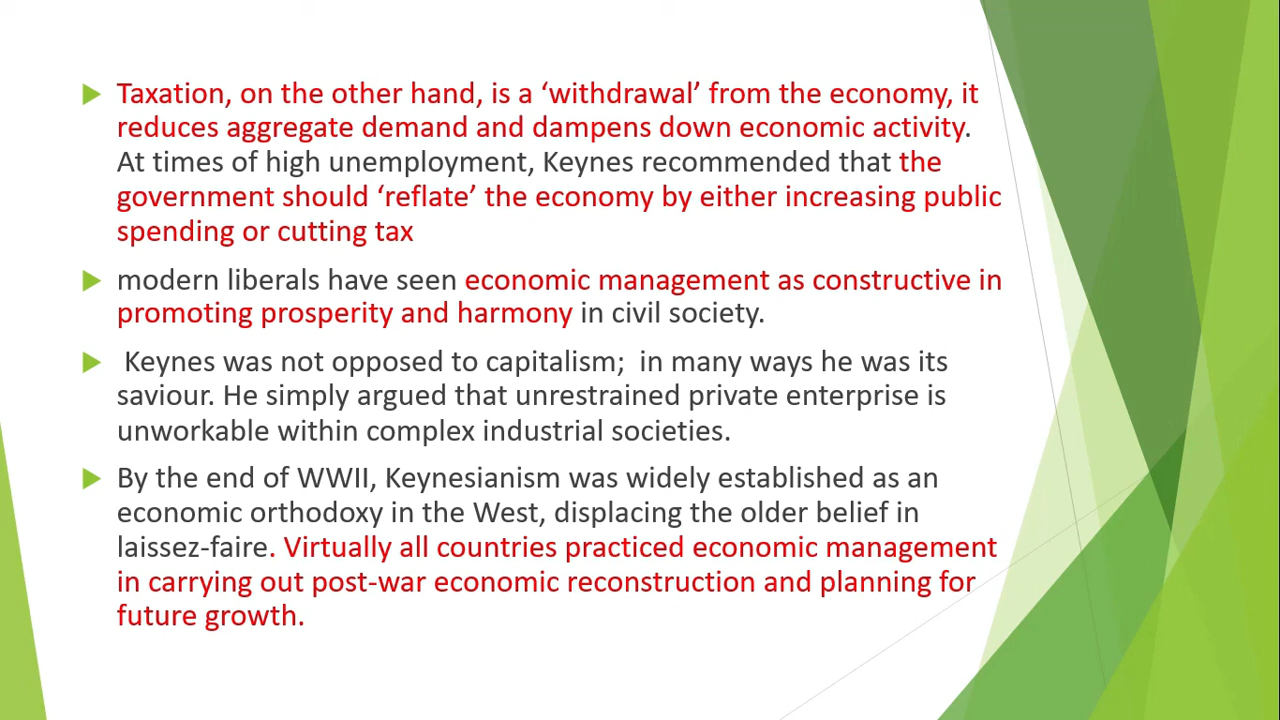 Taxation, on the other hand, is a ‘withdrawal’ from the economy, it
reduces aggregate demand and dampens down economic activity.
At times of high unemployment, Keynes recommended that the
government should ‘reflate’ the economy by either increasing public
spending or cutting tax
modern liberals have seen economic management as constructive in
promoting prosperity and harmony in civil society.
Keynes was not opposed to capitalism; in many ways he was its
saviour. He simply argued that unrestrained private enterprise is
unworkable within complex industrial societies.
By the end of WWII, Keynesianism was widely established as an
economic orthodoxy in the West, displacing the older belief in
laissez-faire. Virtually all countries practiced economic management
in carrying out post-war economic reconstruction and planning for
future growth.